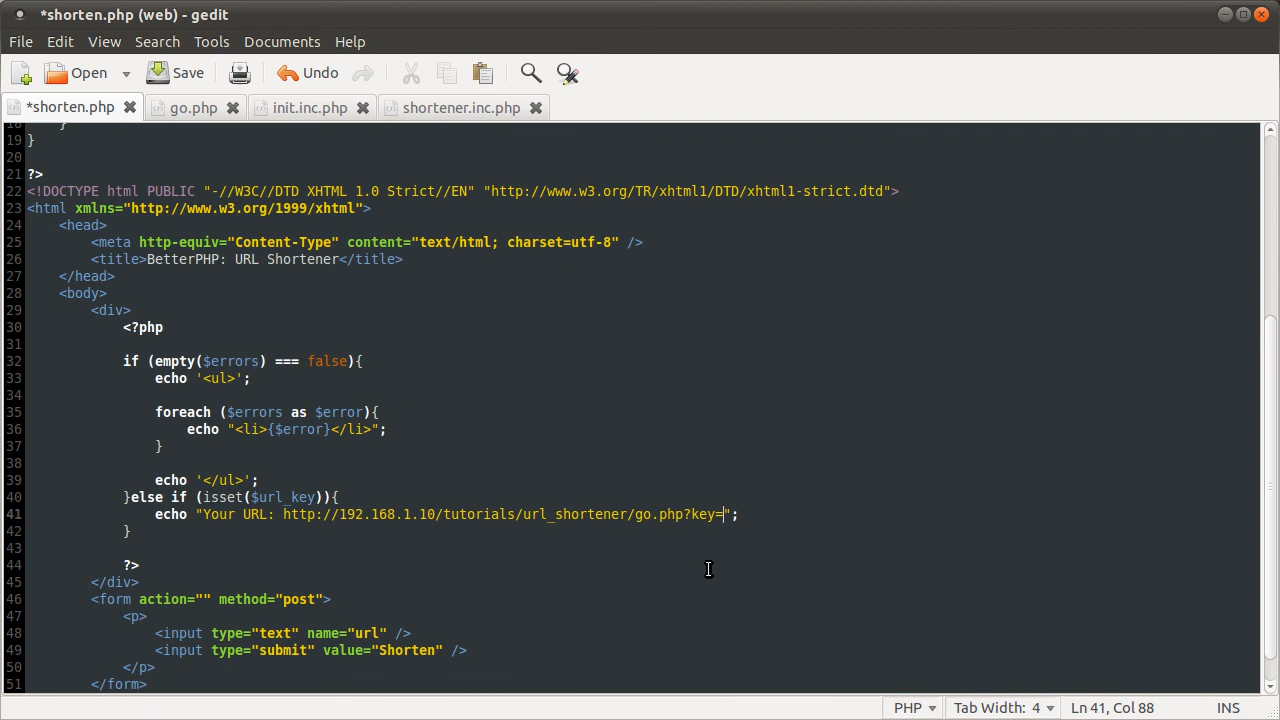 *shorten.php (web) - gedit
File Edit View Search Tools Documents Help
Open Save Undo
*shorten.php go.php init.inc.php shortener.inc.php
18 }
19 }
20
21 ?>
22 <!DOCTYPE html PUBLIC "-//W3C//DTD XHTML 1.0 Strict//EN" "http://www.w3.org/TR/xhtml1/DTD/xhtml1-strict.dtd">
23 <html xmlns="http://www.w3.org/1999/xhtml">
24 <head>
25 <meta http-equiv="Content-Type" content="text/html; charset=utf-8" />
26 <title>BetterPHP: URL Shortener</title>
27 </head>
28 <body>
29 <div>
30 <?php
31
32 if (empty($errors) === false){
33 echo '<ul>';
34
35 foreach ($errors as $error){
36 echo "<li>{$error}</li>";
37 }
38
39 echo '</ul>';
40 }else if (isset($url_key)){
41 echo "Your URL: http://192.168.1.10/tutorials/url_shortener/go.php?key=";
42 }
43
44 ?>
45 </div>
46 <form action="" method="post">
47 <p>
48 <input type="text" name="url" />
49 <input type="submit" value="Shorten" />
50 </p>
51 </form>
PHP Tab Width: 4 Ln 41, Col 88 INS